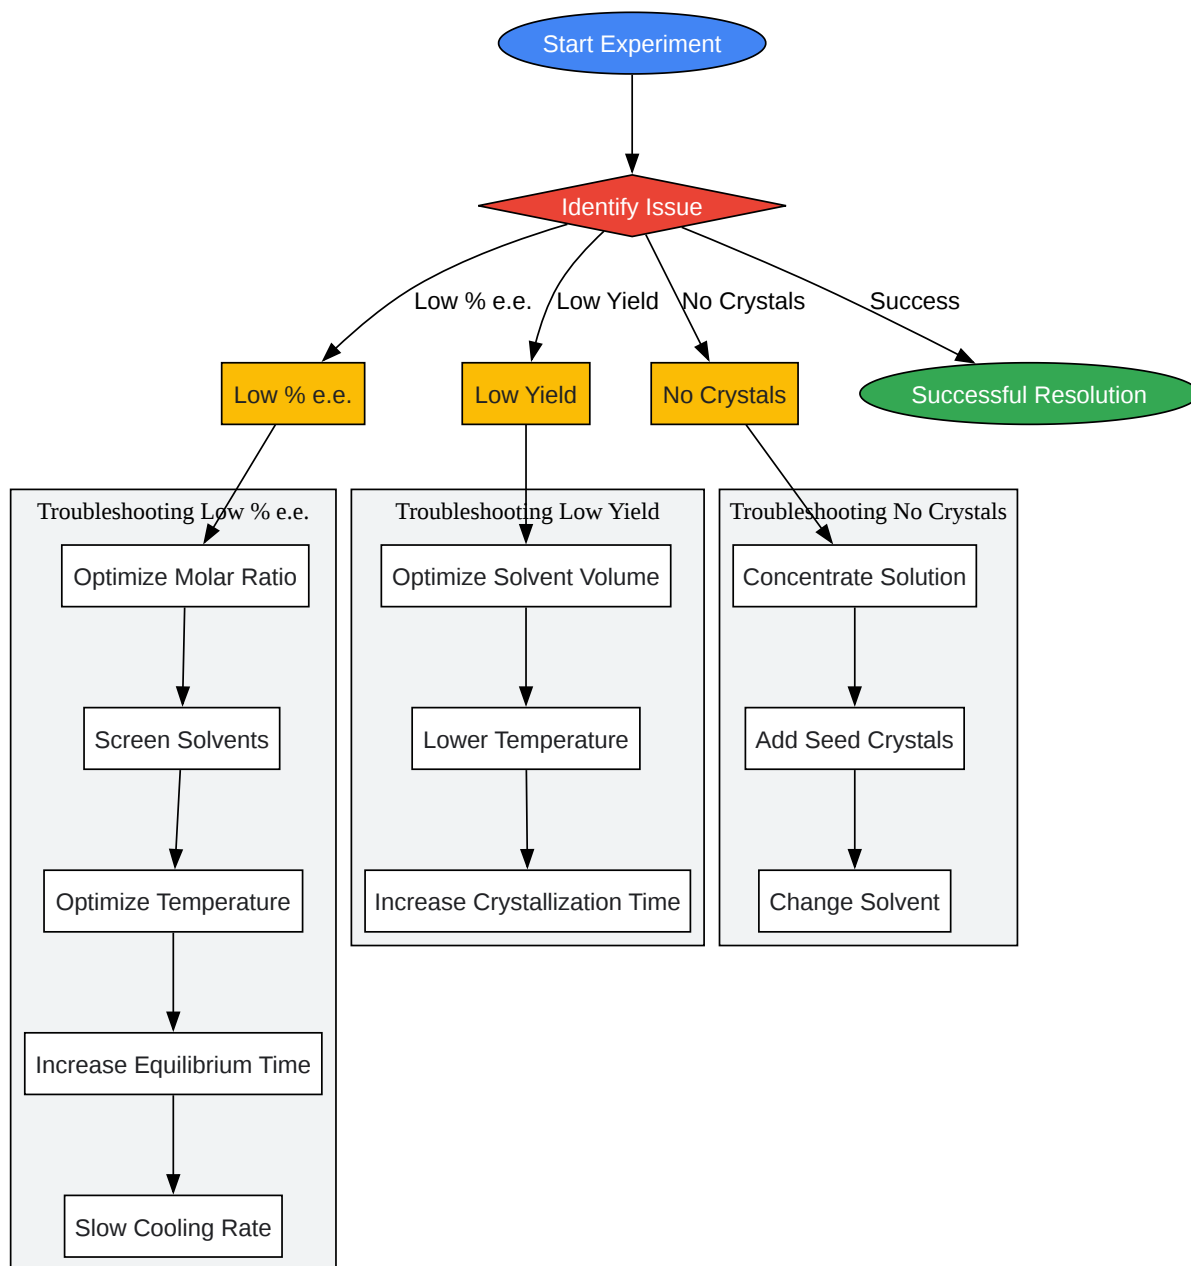 Start Experiment
Identify Issue
Low % e.e.
Low Yield
No Crystals
Success
Low % e.e.
Low Yield
No Crystals
Successful Resolution
Troubleshooting Low % e.e.
Troubleshooting Low Yield
Troubleshooting No Crystals
Optimize Molar Ratio
Optimize Solvent Volume
Concentrate Solution
Screen Solvents
Lower Temperature
Add Seed Crystals
Optimize Temperature
Increase Crystallization Time
Change Solvent
Increase Equilibrium Time
Slow Cooling Rate